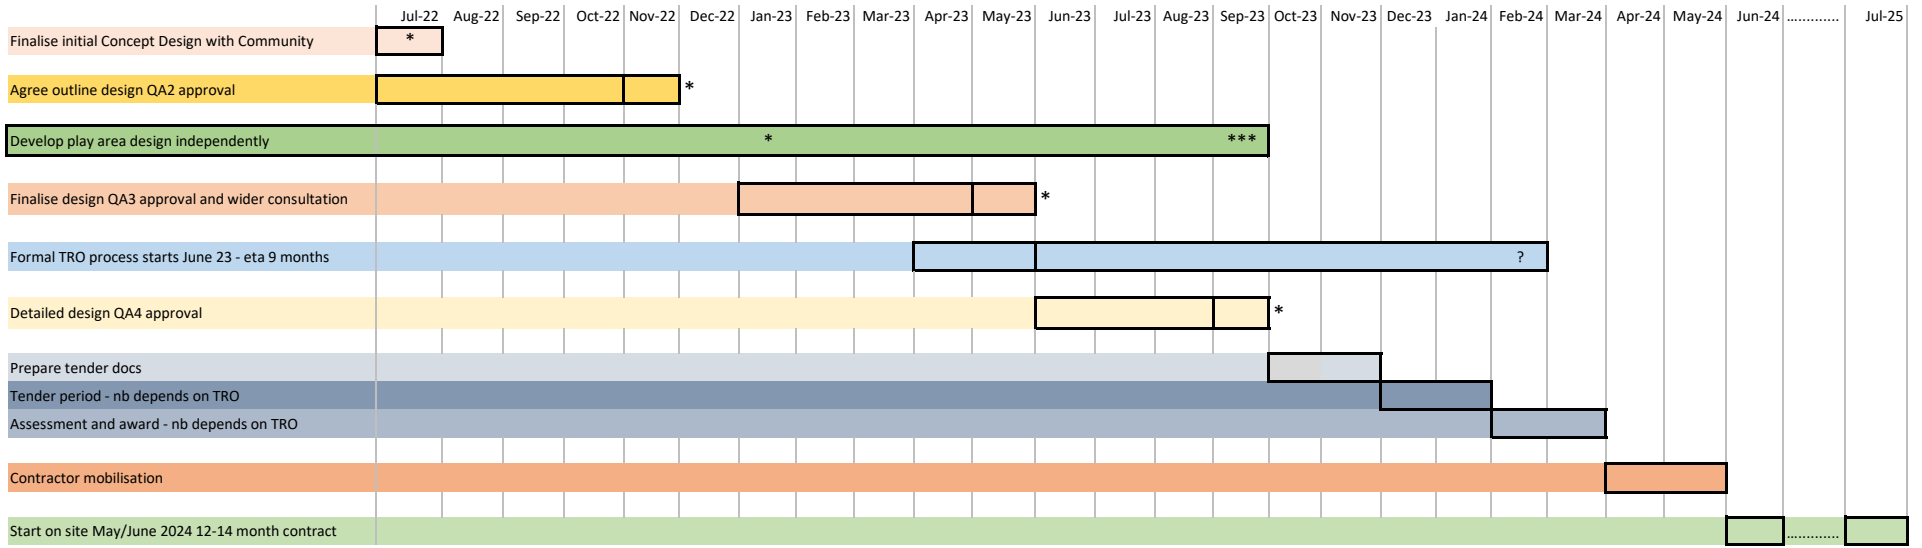 Jul-22 Aug-22 Sep-22 Oct-22 Nov-22 Dec-22 Jan-23 Feb-23 Mar-23 Apr-23 May-23 Jun-23 Jul-23 Aug-23 Sep-23 Oct-23 Nov-23 Dec-23 Jan-24 Feb-24 Mar-24 Apr-24 May-24 Jun-24 ............. Jul-25
Finalise initial Concept Design with Community *
Agree outline design QA2 approval *
Develop play area design independently * ***
Finalise design QA3 approval and wider consultation *
Formal TRO process starts June 23 - eta 9 months ?
Detailed design QA4 approval *
Prepare tender docs
Tender period - nb depends on TRO
Assessment and award - nb depends on TRO
Contractor mobilisation
Start on site May/June 2024 12-14 month contract .............